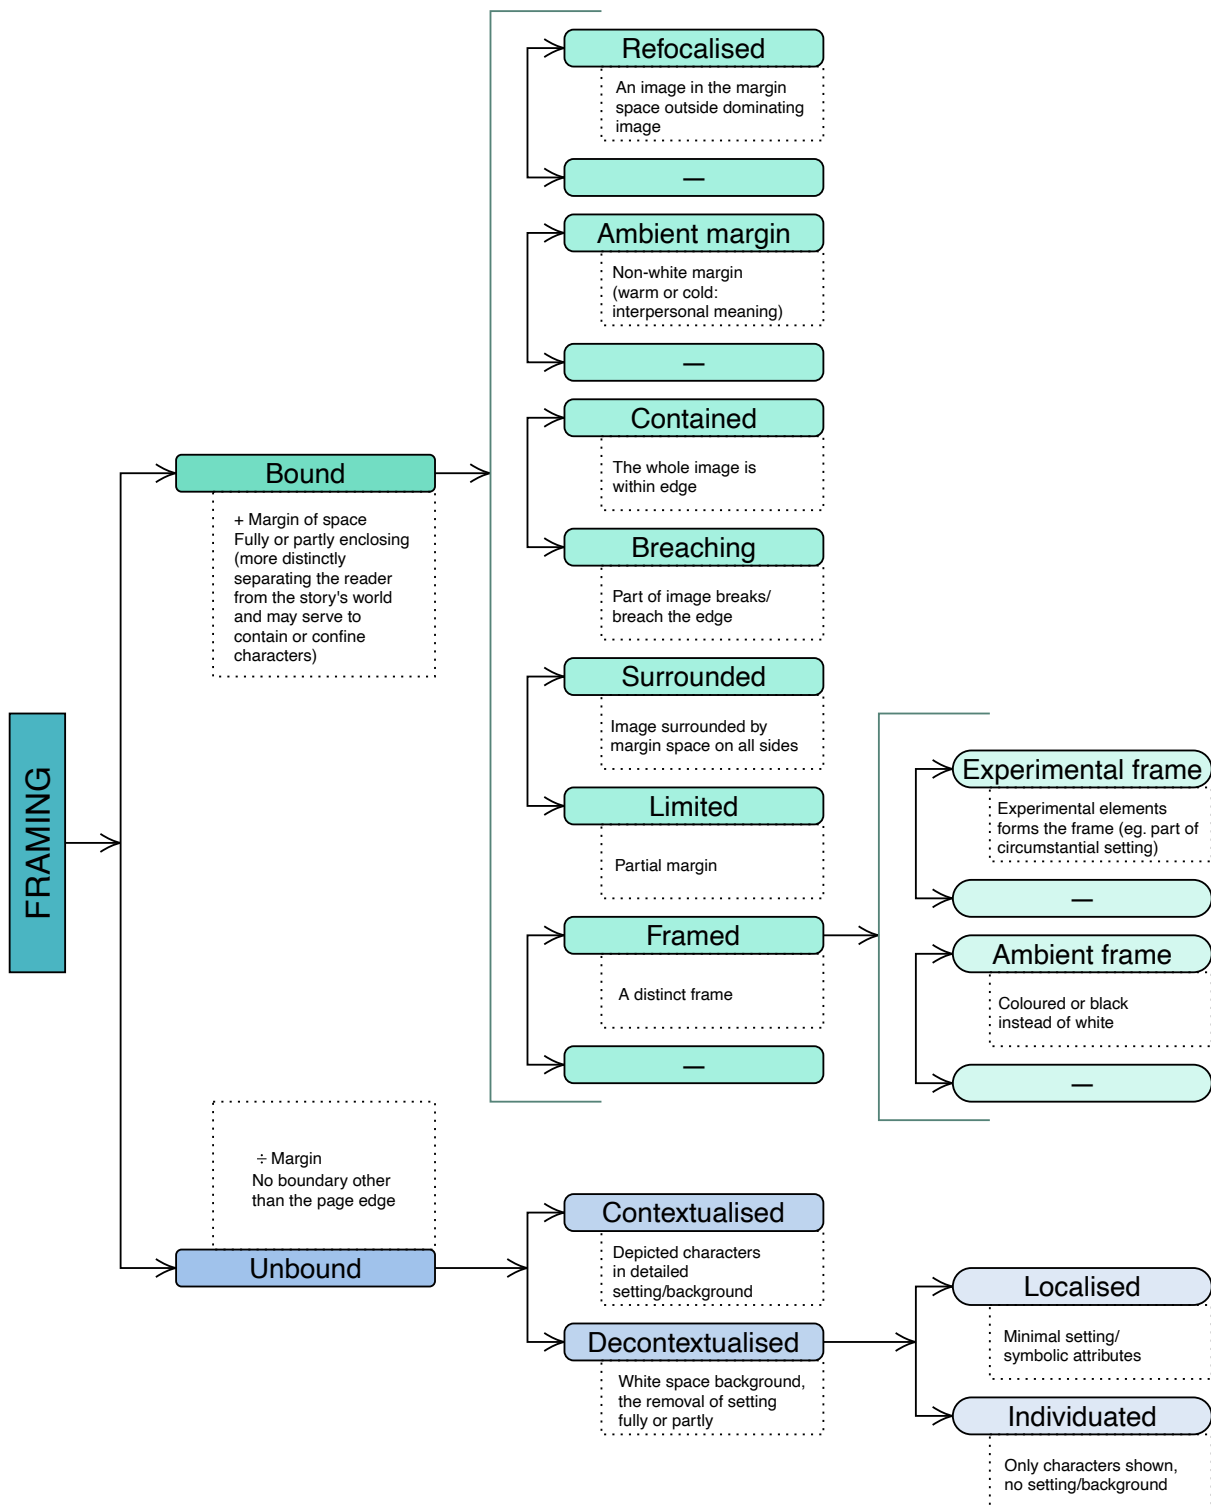 FRAMING
Bound
+ Margin of space
Fully or partly enclosing
(more distinctly
separating the reader
from the story's world
and may serve to
contain or confine
characters)
Refocalised
An image in the margin
space outside dominating
image
—
Ambient margin
Non-white margin
(warm or cold:
interpersonal meaning)
—
Contained
The whole image is
within edge
Breaching
Part of image breaks/
breach the edge
Surrounded
Image surrounded by
margin space on all sides
Limited
Partial margin
Framed
A distinct frame
—
Experimental frame
Experimental elements
forms the frame (eg. part of
circumstantial setting)
—
Ambient frame
Coloured or black
instead of white
—
÷ Margin
No boundary other
than the page edge
Unbound
Contextualised
Depicted characters
in detailed
setting/background
Decontextualised
White space background,
the removal of setting
fully or partly
Localised
Minimal setting/
symbolic attributes
Individuated
Only characters shown,
no setting/background